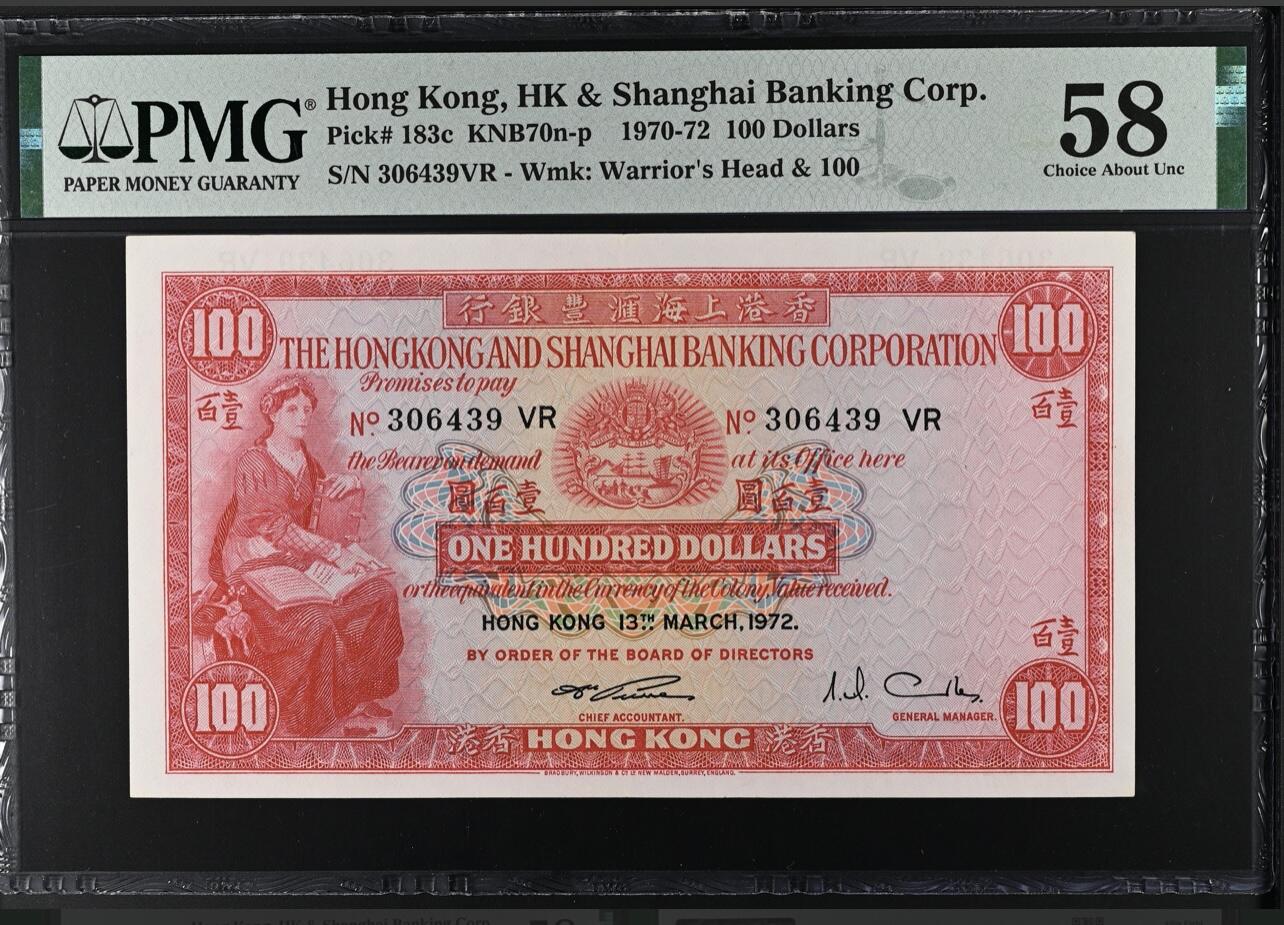 PMG® Hong Kong, HK & Shanghai Banking Corp. 58
Pick# 183c KNB70n-p 1970-72 100 Dollars
PAPER MONEY GUARANTY S/N 306439VR - Wmk: Warrior's Head & 100 Choice About Unc
行銀豐滙海上港香
100 100
THE HONGKONG AND SHANGHAI BANKING CORPORATION
Promises to pay
百壹 百壹
Nº 306439 VR Nº 306439 VR
the Bearer on demand at its Office here
圓百壹 圓百壹
ONE HUNDRED DOLLARS
or the equivalent in the Currency of the Colony, Value received.
HONG KONG 13TH MARCH, 1972.
百壹
BY ORDER OF THE BOARD OF DIRECTORS
CHIEF ACCOUNTANT. GENERAL MANAGER.
100 100
港香 HONG KONG 港香
BRADBURY, WILKINSON & Cº Lᴰ NEW MALDEN, SURREY, ENGLAND.